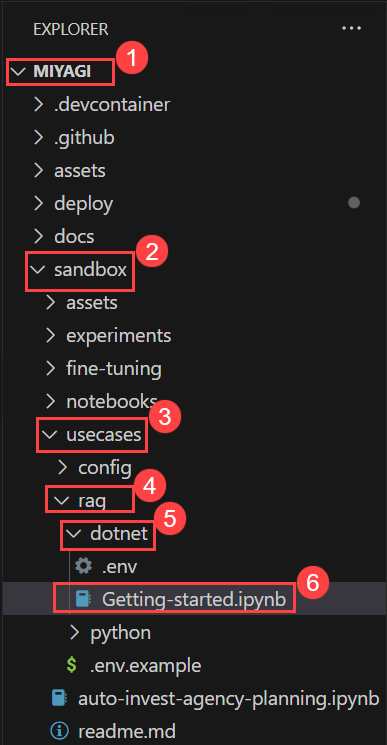 EXPLORER ...
MIYAGI 1
.devcontainer
.github
assets
deploy
docs
sandbox 2
assets
experiments
fine-tuning
notebooks
usecases 3
config
rag 4
dotnet 5
.env
Getting-started.ipynb 6
python
$ .env.example
auto-invest-agency-planning.ipynb
readme.md